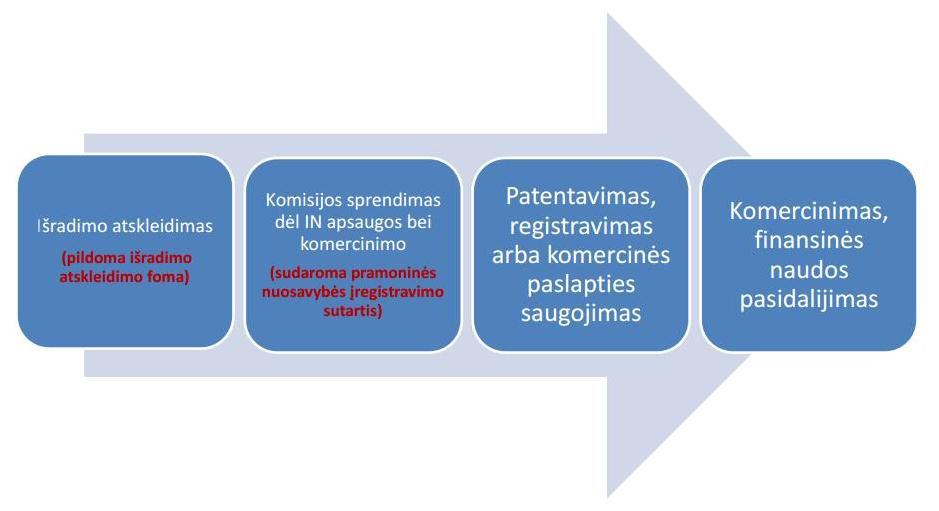 Išradimo atskleidimas
(pildoma išradimo
atskleidimo foma)
Komisijos sprendimas
dėl IN apsaugos bei
komercinimo
(sudaroma pramoninės
nuosavybės įregistravimo
sutartis)
Patentavimas,
registravimas
arba komercinės
paslapties
saugojimas
Komercinimas,
finansinės
naudos
pasidalijimas